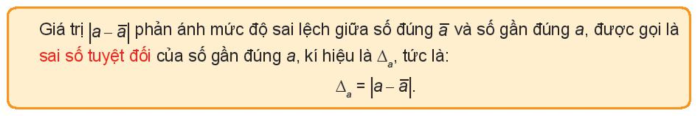 Giá trị |a – a̅| phản ánh mức độ sai lệch giữa số đúng a̅ và số gần đúng a, được gọi là
sai số tuyệt đối của số gần đúng a, kí hiệu là Δₐ, tức là:
Δₐ = |a – a̅|.